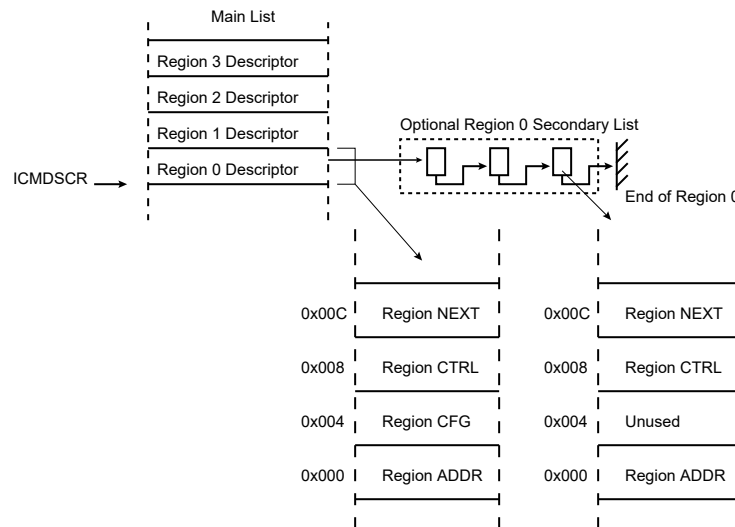 Main List
Region 3 Descriptor
Region 2 Descriptor
Region 1 Descriptor
Region 0 Descriptor
ICMDSCR
Optional Region 0 Secondary List
End of Region 0
0x00C Region NEXT 0x00C Region NEXT
0x008 Region CTRL 0x008 Region CTRL
0x004 Region CFG 0x004 Unused
0x000 Region ADDR 0x000 Region ADDR